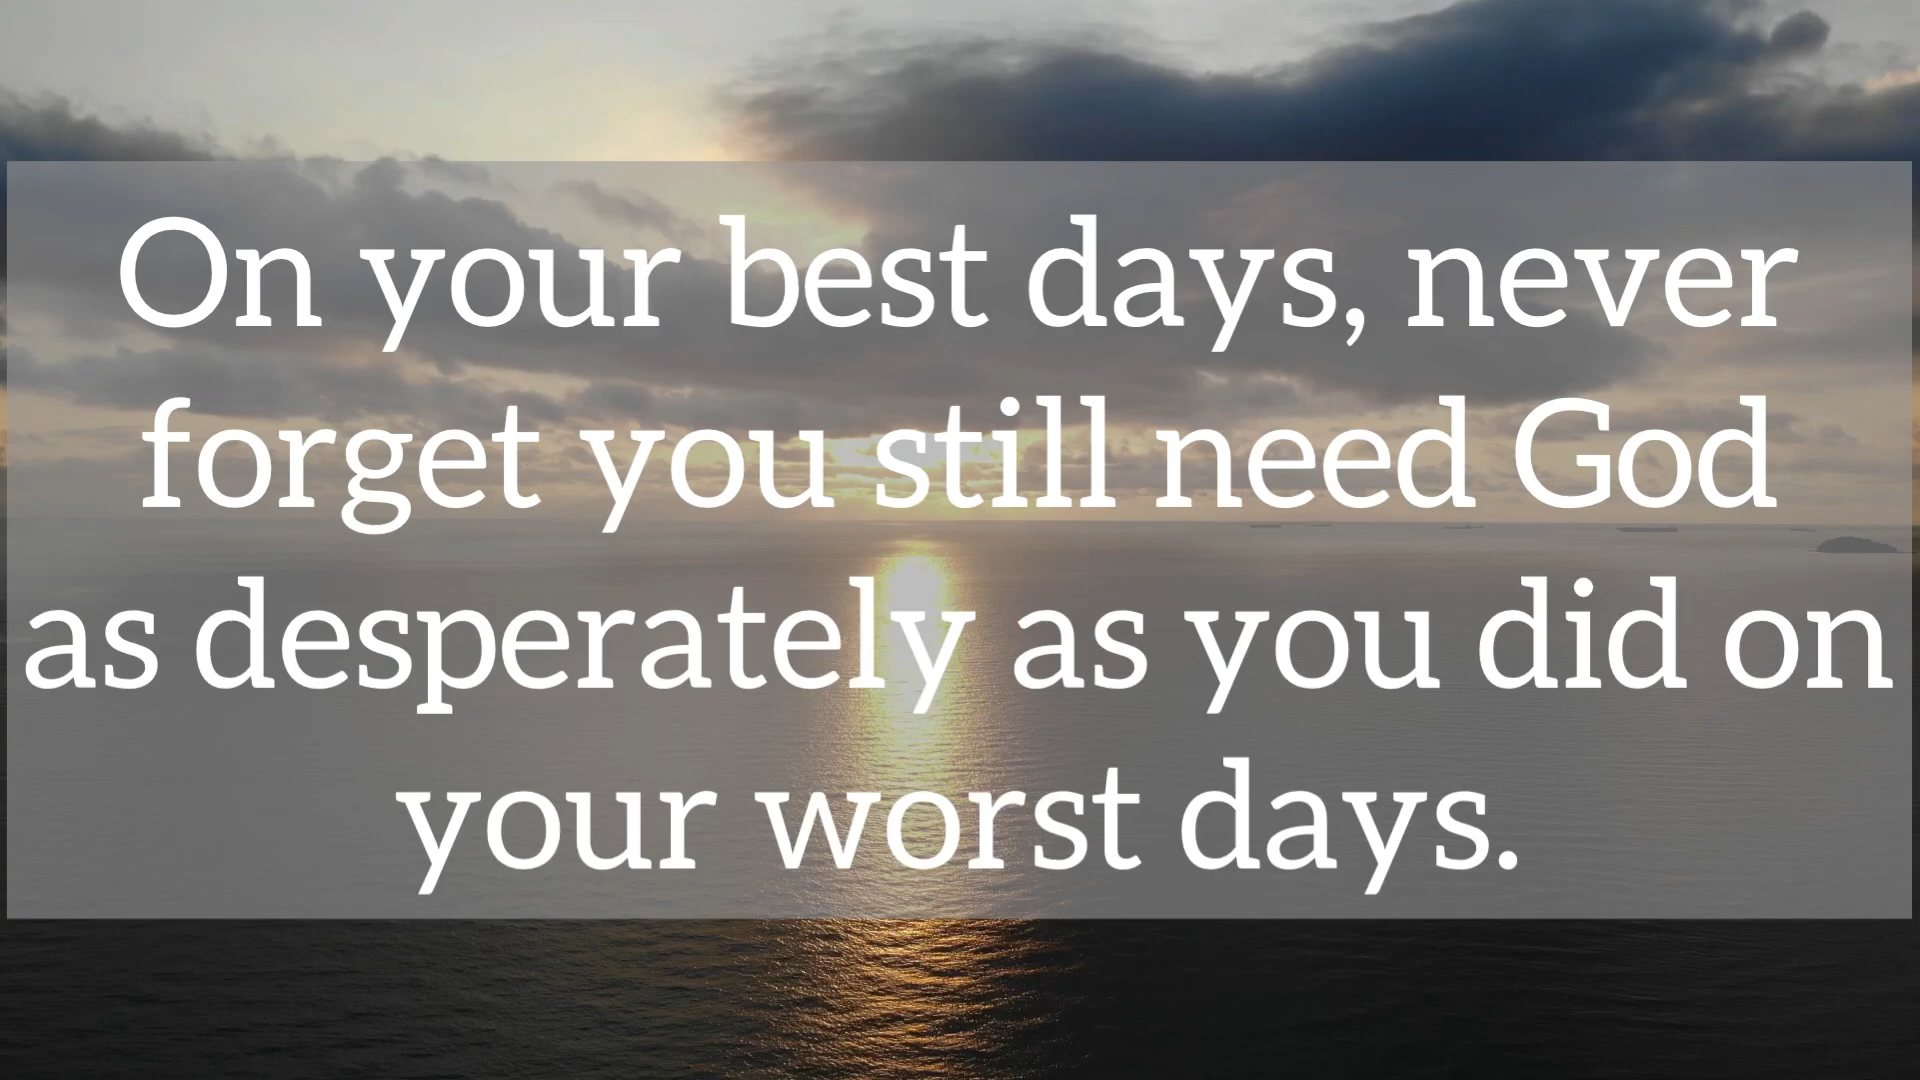 On your best days, never
forget you still need God
as desperately as you did on
your worst days.